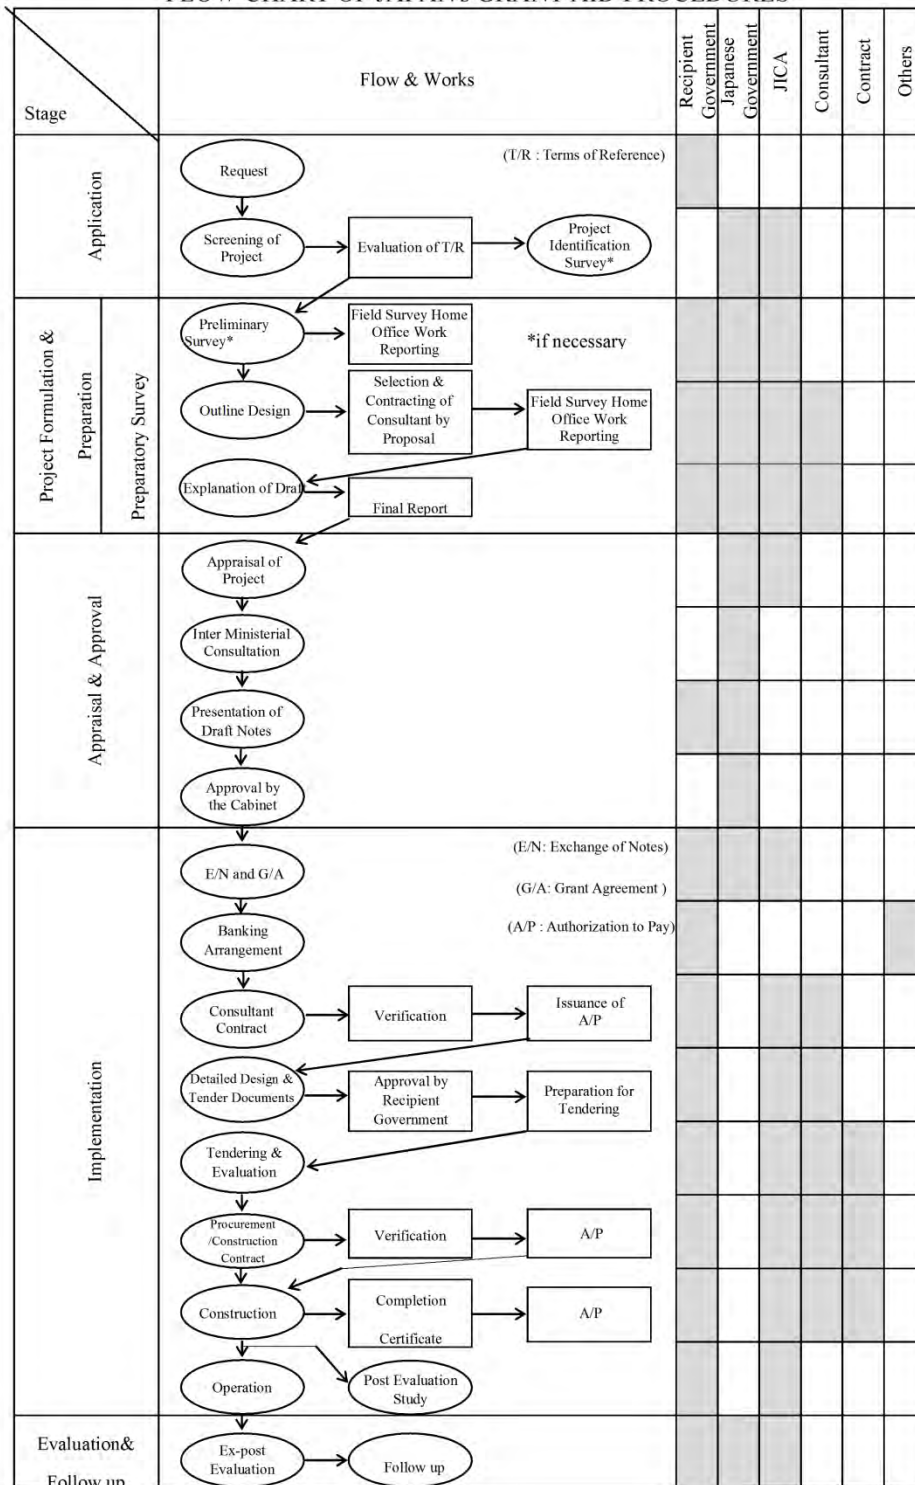 FLOW CHART OF JAPAN'S GRANT AID PROCEDURES
Stage
Flow & Works
Recipient
Government
Japanese
Government
JICA
Consultant
Contract
Others
Application
Request
(T/R : Terms of Reference)
Screening of
Project
Evaluation of T/R
Project
Identification
Survey*
Project Formulation &
Preparation
Preparatory Survey
Preliminary
Survey*
Field Survey Home
Office Work
Reporting
*if necessary
Outline Design
Selection &
Contracting of
Consultant by
Proposal
Field Survey Home
Office Work
Reporting
Explanation of Draft
Final Report
Appraisal & Approval
Appraisal of
Project
Inter Ministerial
Consultation
Presentation of
Draft Notes
Approval by
the Cabinet
Implementation
E/N and G/A
(E/N: Exchange of Notes)
(G/A: Grant Agreement )
Banking
Arrangement
(A/P : Authorization to Pay)
Consultant
Contract
Verification
Issuance of
A/P
Detailed Design &
Tender Documents
Approval by
Recipient
Government
Preparation for
Tendering
Tendering &
Evaluation
Procurement
/Construction
Contract
Verification
A/P
Construction
Completion
Certificate
A/P
Operation
Post Evaluation
Study
Evaluation&
Follow up
Ex-post
Evaluation
Follow up